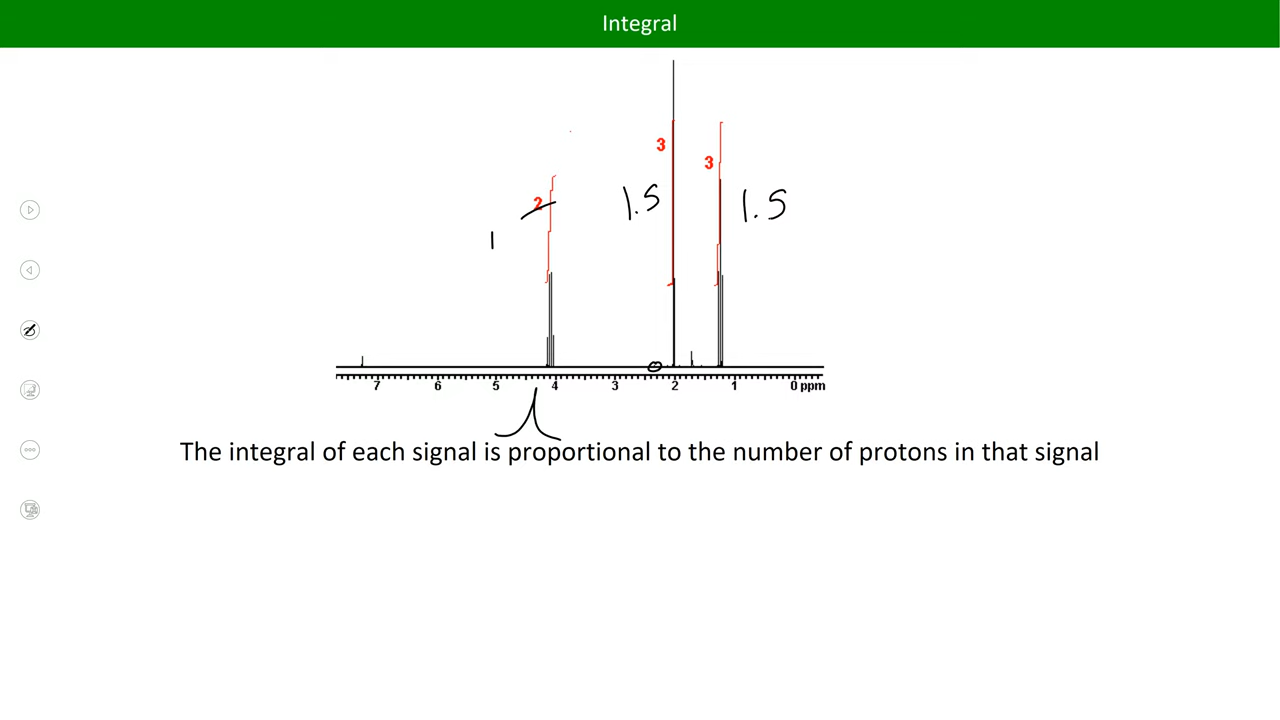 Integral
3
3
2
1.5
1.5
1
7 6 5 4 3 2 1 0 ppm
The integral of each signal is proportional to the number of protons in that signal